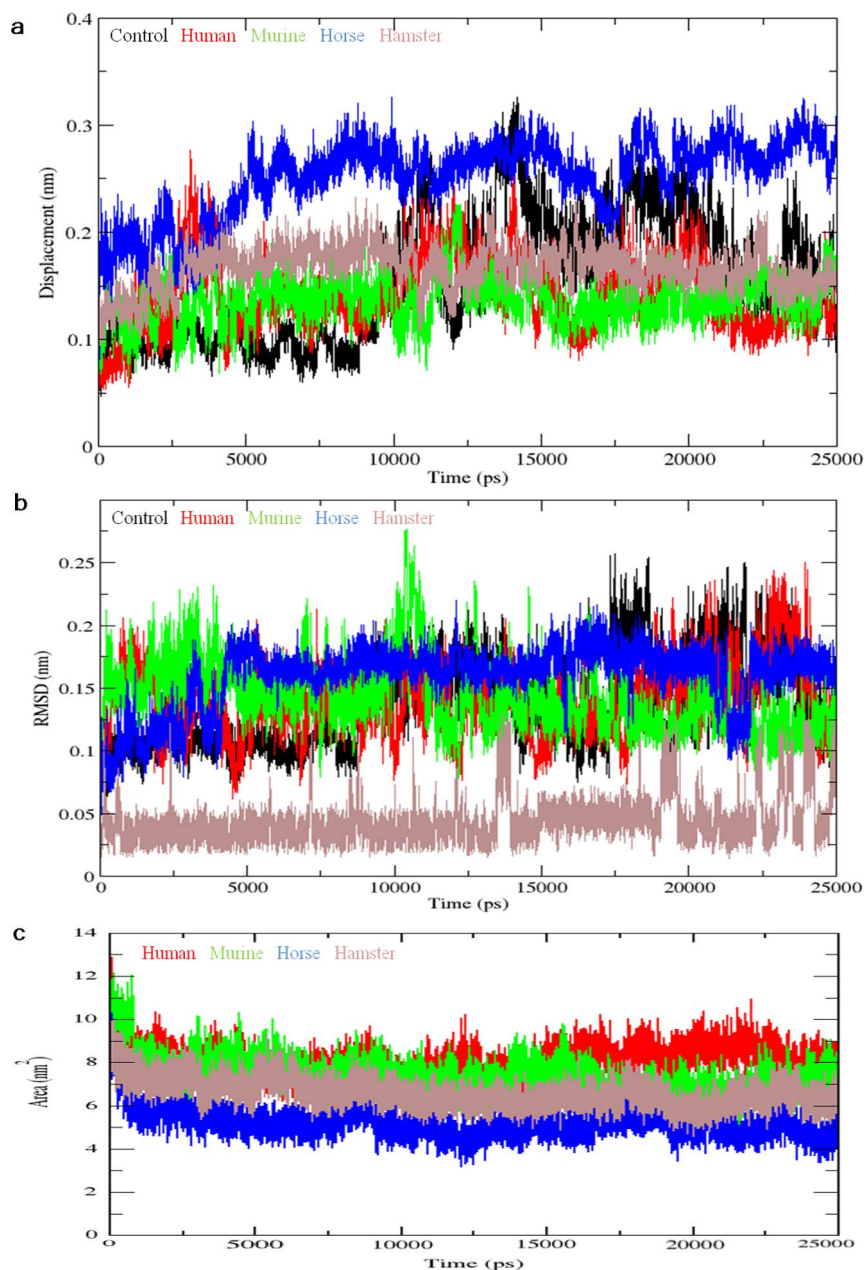 a
0.4
Control Human Murine Horse Hamster
0.3
0.2
0.1
0
Displacement (nm)
0 5000 10000 15000 20000 25000
Time (ps)
b
Control Human Murine Horse Hamster
0.25
0.2
0.15
0.1
0.05
0
RMSD (nm)
0 5000 10000 15000 20000 25000
Time (ps)
c
14
Human Murine Horse Hamster
12
10
8
6
4
2
0
Area (nm²)
0 5000 10000 15000 20000 25000
Time (ps)